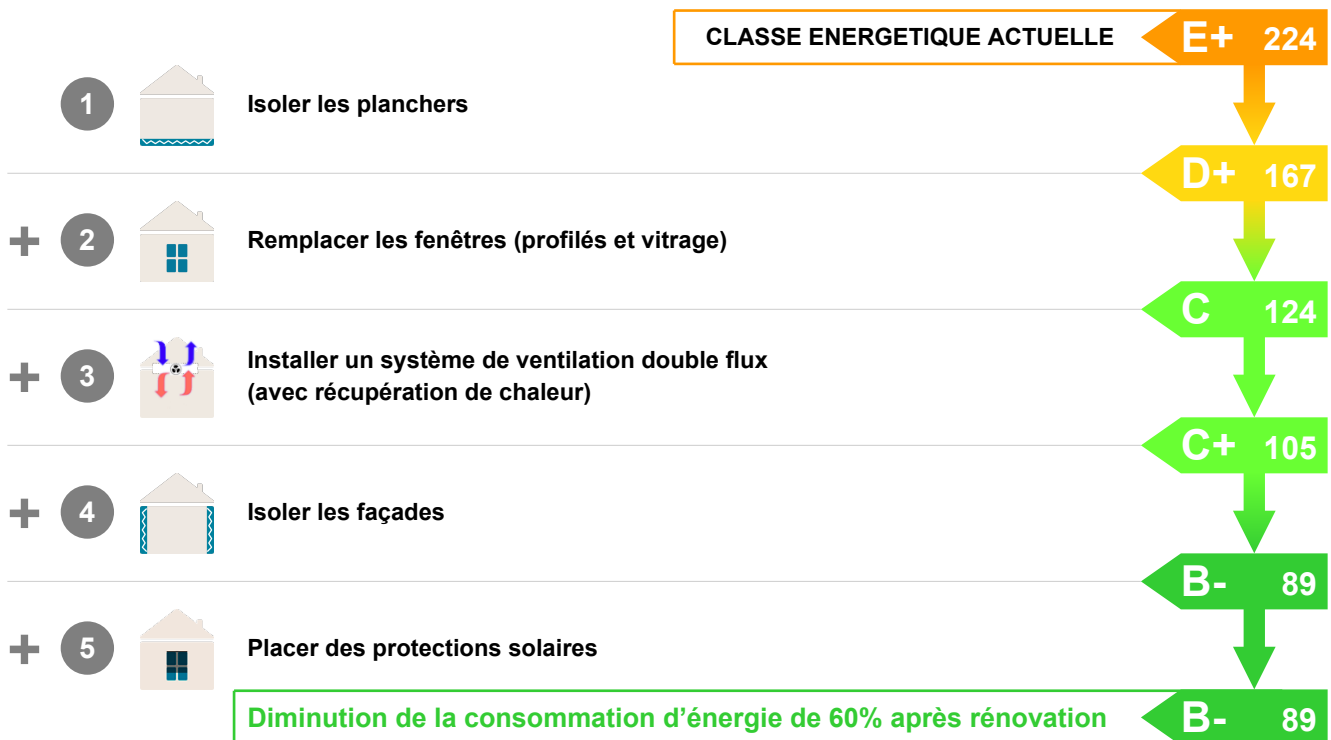 CLASSE ENERGETIQUE ACTUELLE E+ 224
1 Isoler les planchers
D+ 167
+ 2 Remplacer les fenêtres (profilés et vitrage)
C 124
+ 3 Installer un système de ventilation double flux
(avec récupération de chaleur)
C+ 105
+ 4 Isoler les façades
B- 89
+ 5 Placer des protections solaires
Diminution de la consommation d’énergie de 60% après rénovation B- 89